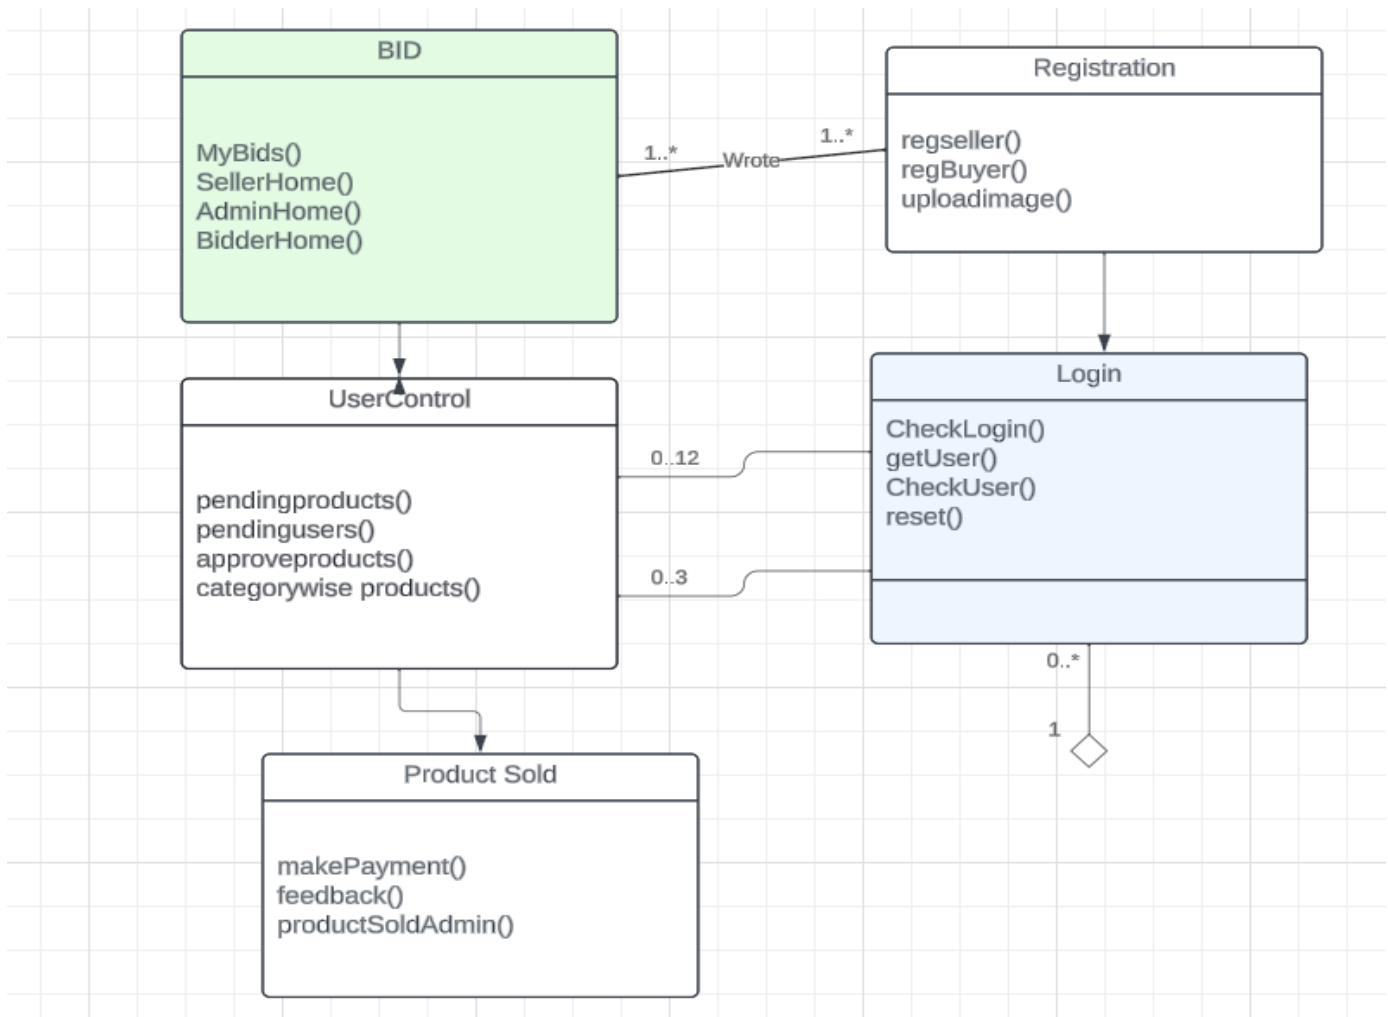 BID
MyBids()
SellerHome()
AdminHome()
BidderHome()
1..*
Wrote
1..*
Registration
regseller()
regBuyer()
uploadimage()
UserControl
pendingproducts()
pendingusers()
approveproducts()
categorywise products()
0..12
0..3
Login
CheckLogin()
getUser()
CheckUser()
reset()
0..*
1
Product Sold
makePayment()
feedback()
productSoldAdmin()